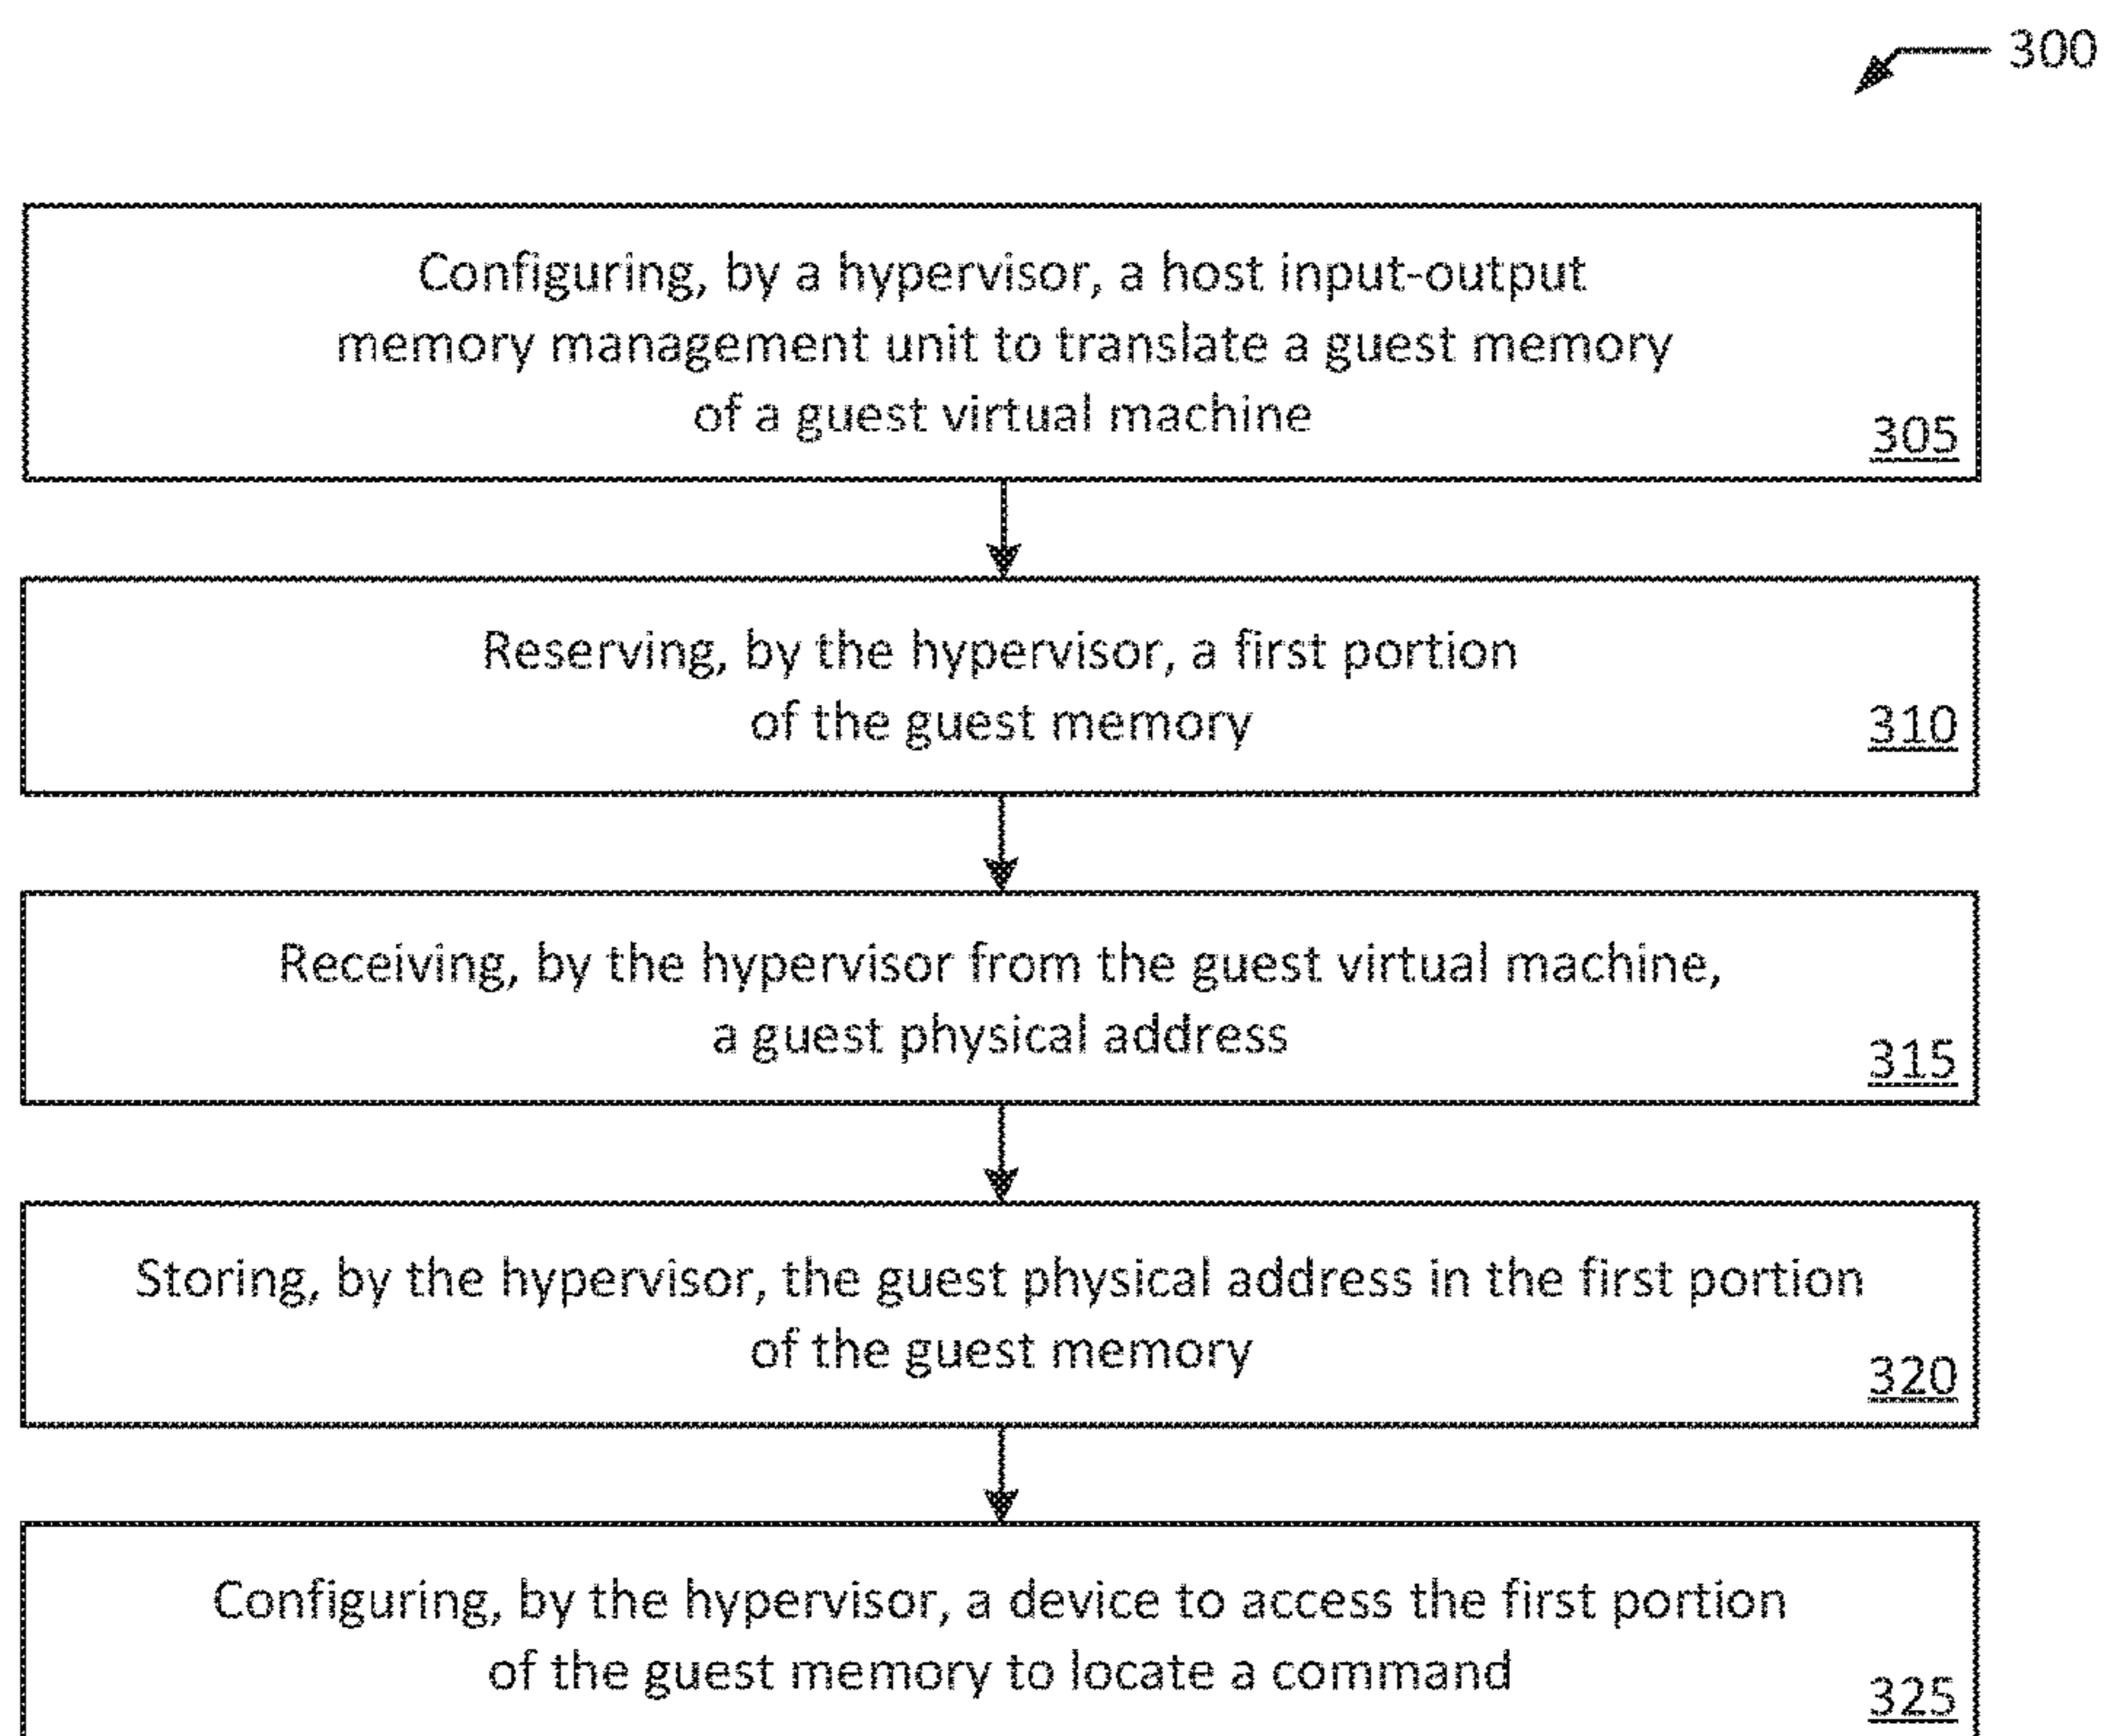 300
Configuring, by a hypervisor, a host input-output
memory management unit to translate a guest memory
of a guest virtual machine
305
Reserving, by the hypervisor, a first portion
of the guest memory
310
Receiving, by the hypervisor from the guest virtual machine,
a guest physical address
315
Storing, by the hypervisor, the guest physical address in the first portion
of the guest memory
320
Configuring, by the hypervisor, a device to access the first portion
of the guest memory to locate a command
325